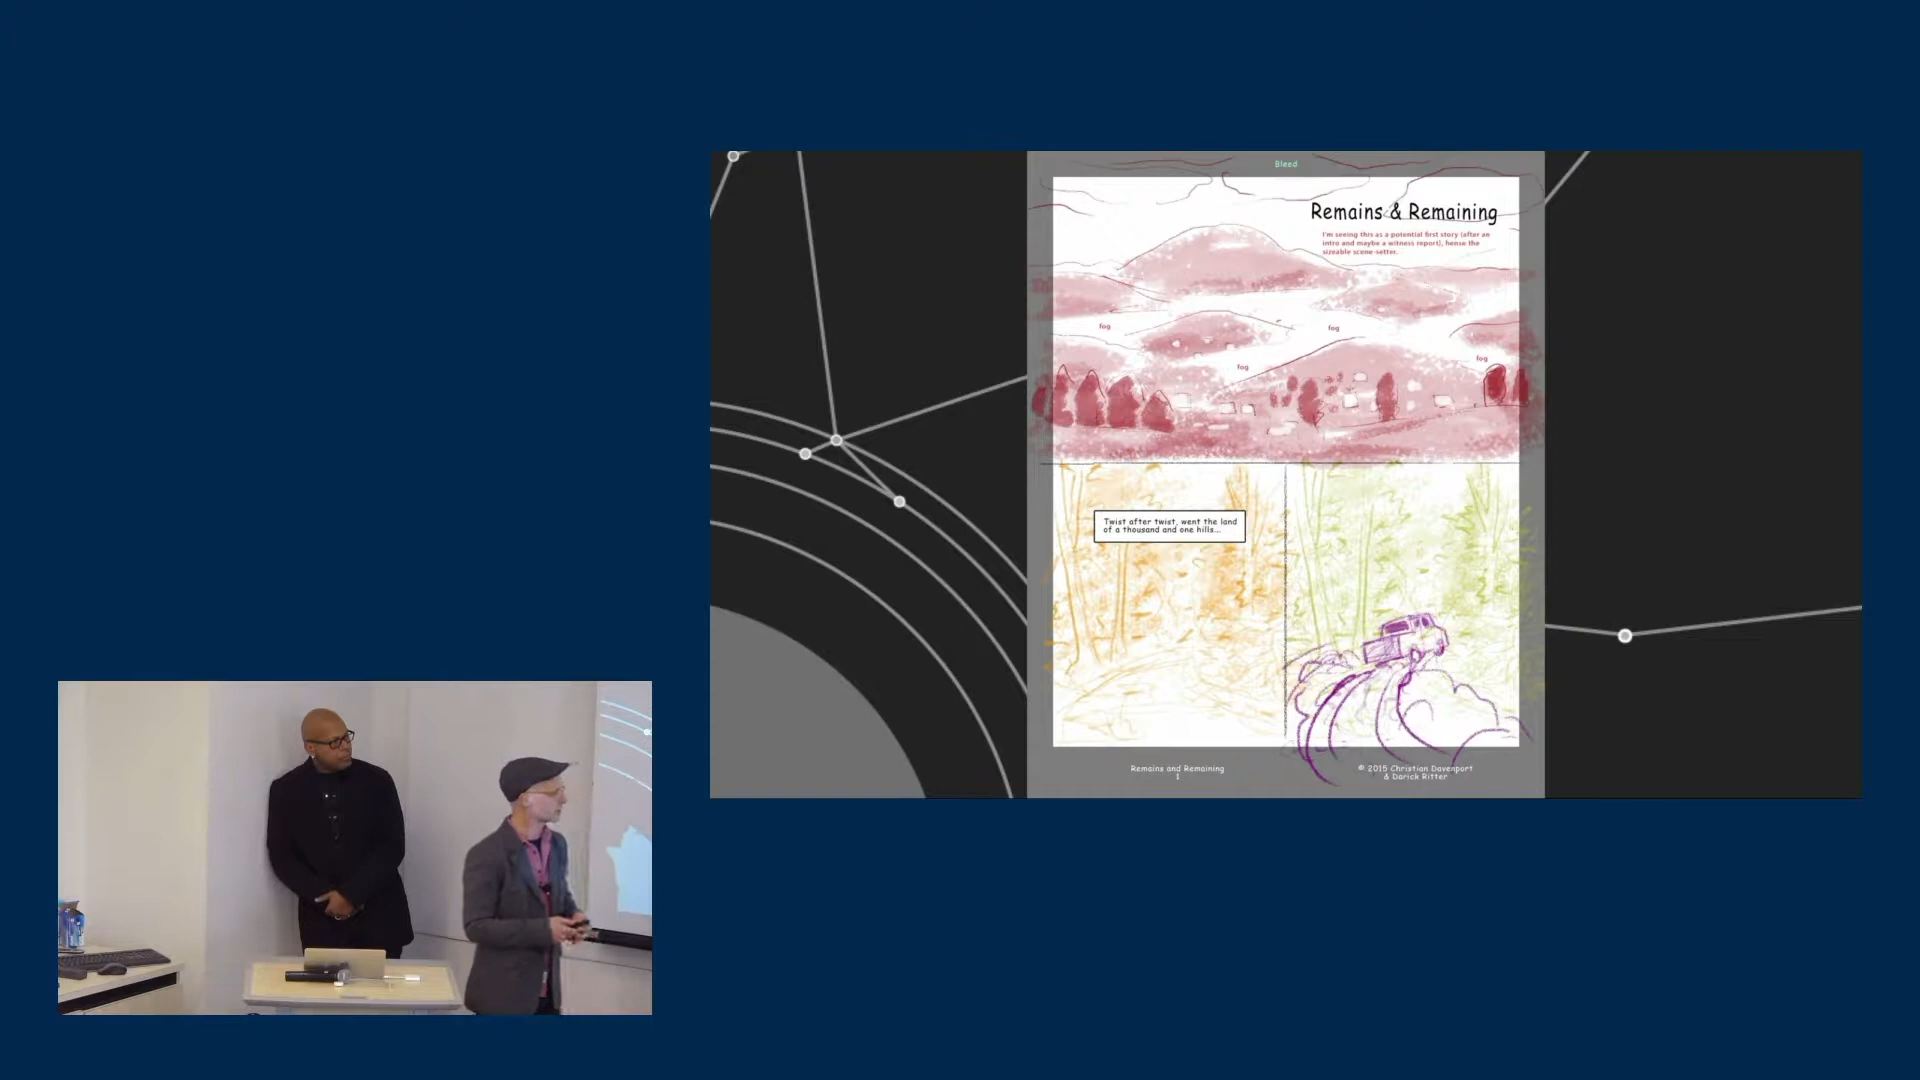 Bleed
Remains & Remaining
I'm seeing this as a potential first story (after an
intro and maybe a witness report), hense the
sizeable scene-setter.
fog
fog
fog
fog
Twist after twist, went the land
of a thousand and one hills...
Remains and Remaining
1
© 2015 Christian Davenport
& Darick Ritter